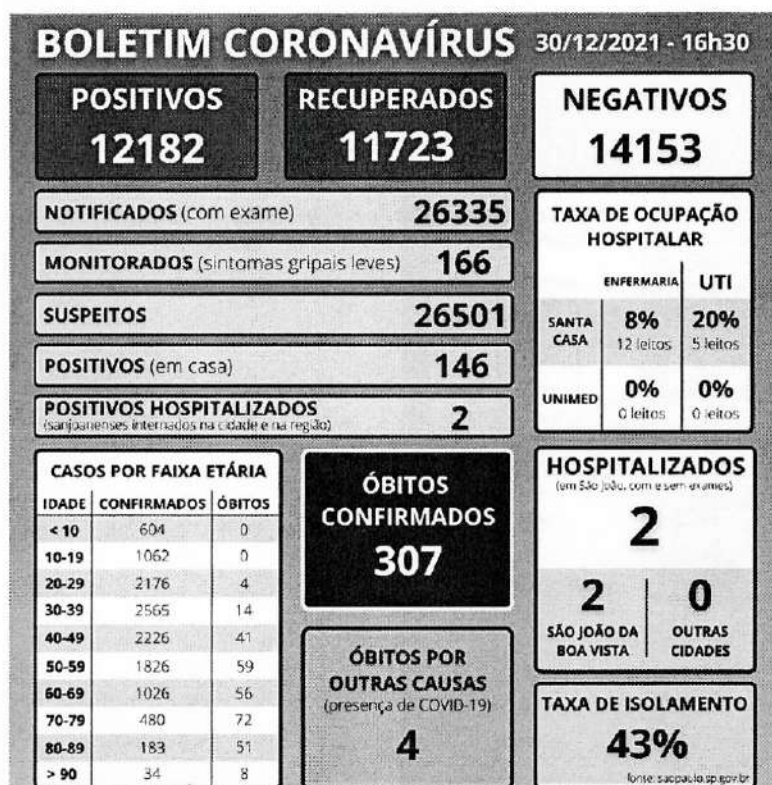 BOLETIM CORONAVÍRUS 30/12/2021 - 16h30
POSITIVOS
12182
RECUPERADOS
11723
NEGATIVOS
14153
NOTIFICADOS (com exame) 26335
MONITORADOS (sintomas gripais leves) 166
SUSPEITOS 26501
POSITIVOS (em casa) 146
POSITIVOS HOSPITALIZADOS 2
(sanjoanenses internados na cidade e na região)
TAXA DE OCUPAÇÃO
HOSPITALAR
ENFERMARIA UTI
SANTA CASA 8% 20%
12 leitos 5 leitos
UNIMED 0% 0%
0 leitos 0 leitos
CASOS POR FAIXA ETÁRIA
IDADE CONFIRMADOS ÓBITOS
< 10 604 0
10-19 1062 0
20-29 2176 4
30-39 2565 14
40-49 2226 41
50-59 1826 59
60-69 1026 56
70-79 480 72
80-89 183 51
> 90 34 8
ÓBITOS
CONFIRMADOS
307
ÓBITOS POR
OUTRAS CAUSAS
(presença de COVID-19)
4
HOSPITALIZADOS
(em São João, com e sem exames)
2
2 0
SÃO JOÃO DA BOA VISTA OUTRAS CIDADES
TAXA DE ISOLAMENTO
43%
fonte: saopaulo.sp.gov.br